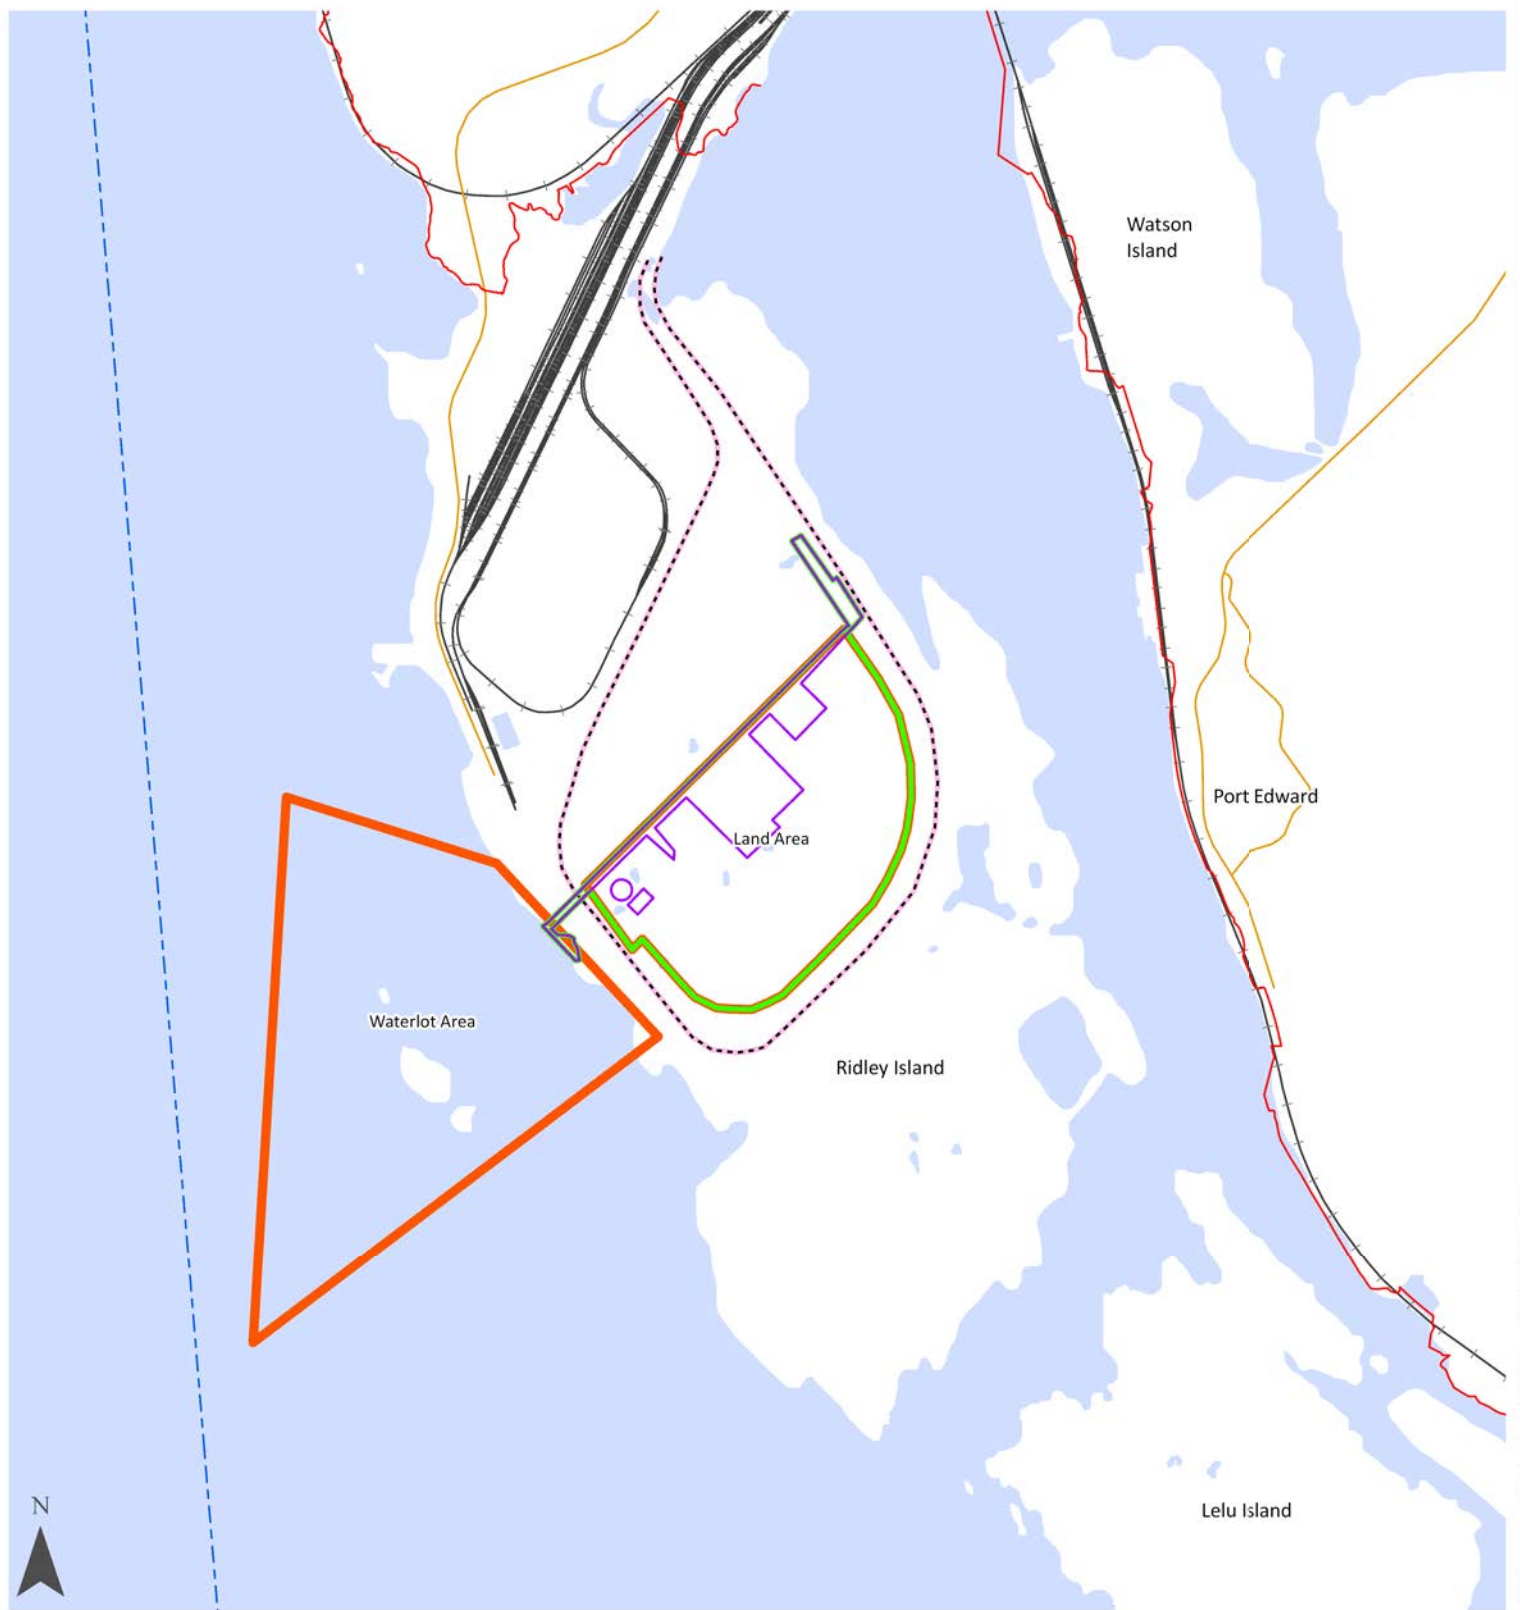 Watson
Island
Port Edward
Land Area
Waterlot Area
Ridley Island
N
Lelu Island